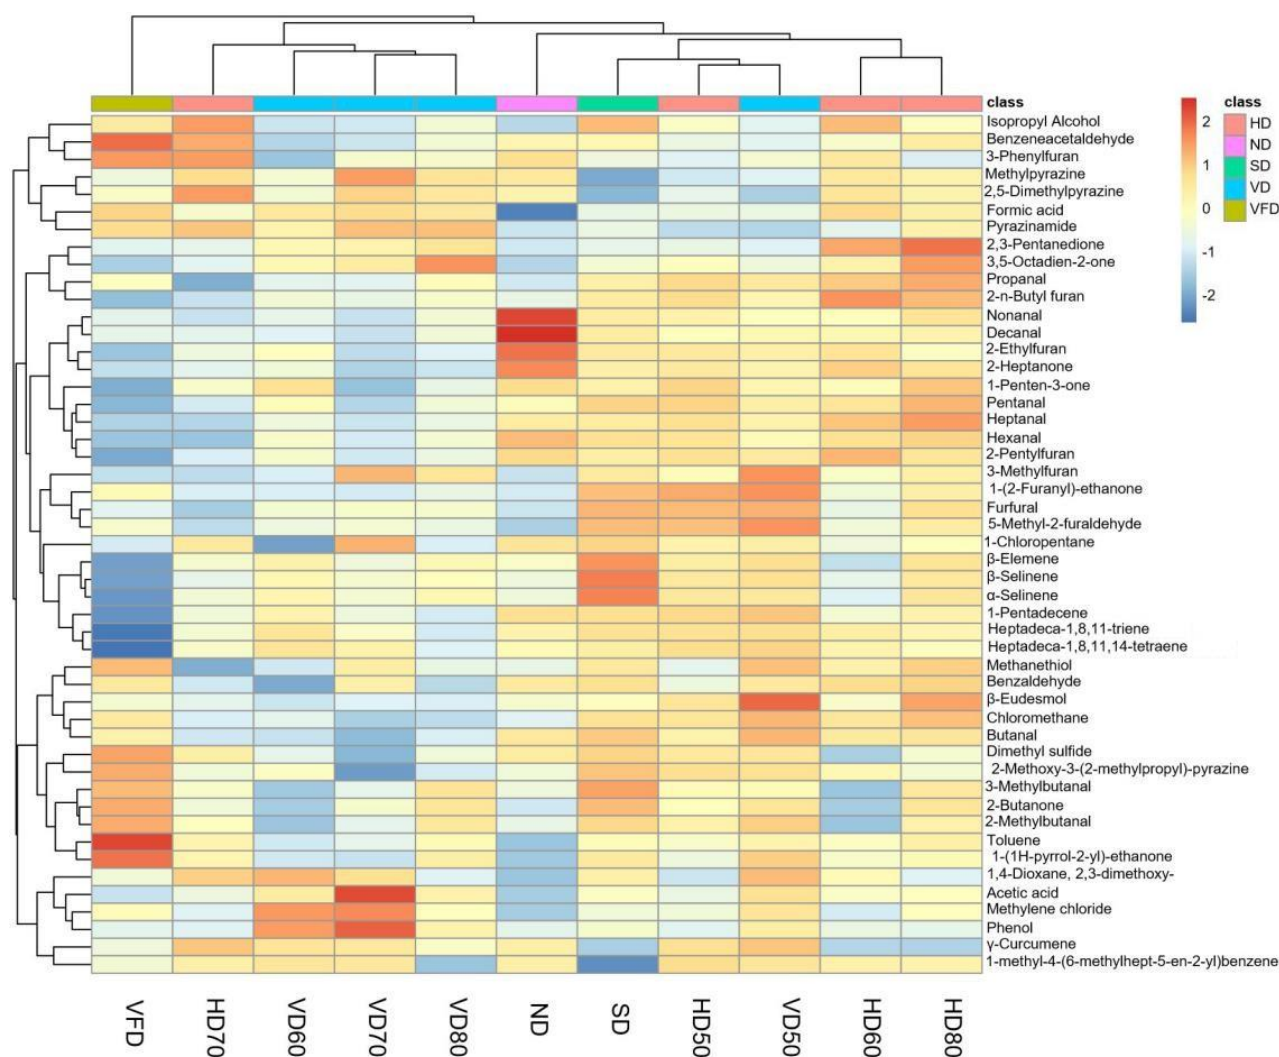 class
Isopropyl Alcohol
Benzeneacetaldehyde
3-Phenylfuran
Methylpyrazine
2,5-Dimethylpyrazine
Formic acid
Pyrazinamide
2,3-Pentanedione
3,5-Octadien-2-one
Propanal
2-n-Butyl furan
Nonanal
Decanal
2-Ethylfuran
2-Heptanone
1-Penten-3-one
Pentanal
Heptanal
Hexanal
2-Pentylfuran
3-Methylfuran
1-(2-Furanyl)-ethanone
Furfural
5-Methyl-2-furaldehyde
1-Chloropentane
β-Elemene
β-Selinene
α-Selinene
1-Pentadecene
Heptadeca-1,8,11-triene
Heptadeca-1,8,11,14-tetraene
Methanethiol
Benzaldehyde
β-Eudesmol
Chloromethane
Butanal
Dimethyl sulfide
2-Methoxy-3-(2-methylpropyl)-pyrazine
3-Methylbutanal
2-Butanone
2-Methylbutanal
Toluene
1-(1H-pyrrol-2-yl)-ethanone
1,4-Dioxane, 2,3-dimethoxy-
Acetic acid
Methylene chloride
Phenol
γ-Curcumene
1-methyl-4-(6-methylhept-5-en-2-yl)benzene
2
1
0
-1
-2
class
HD
ND
SD
VD
VFD
VFD
HD70
VD60
VD70
VD80
ND
SD
HD50
VD50
HD60
HD80